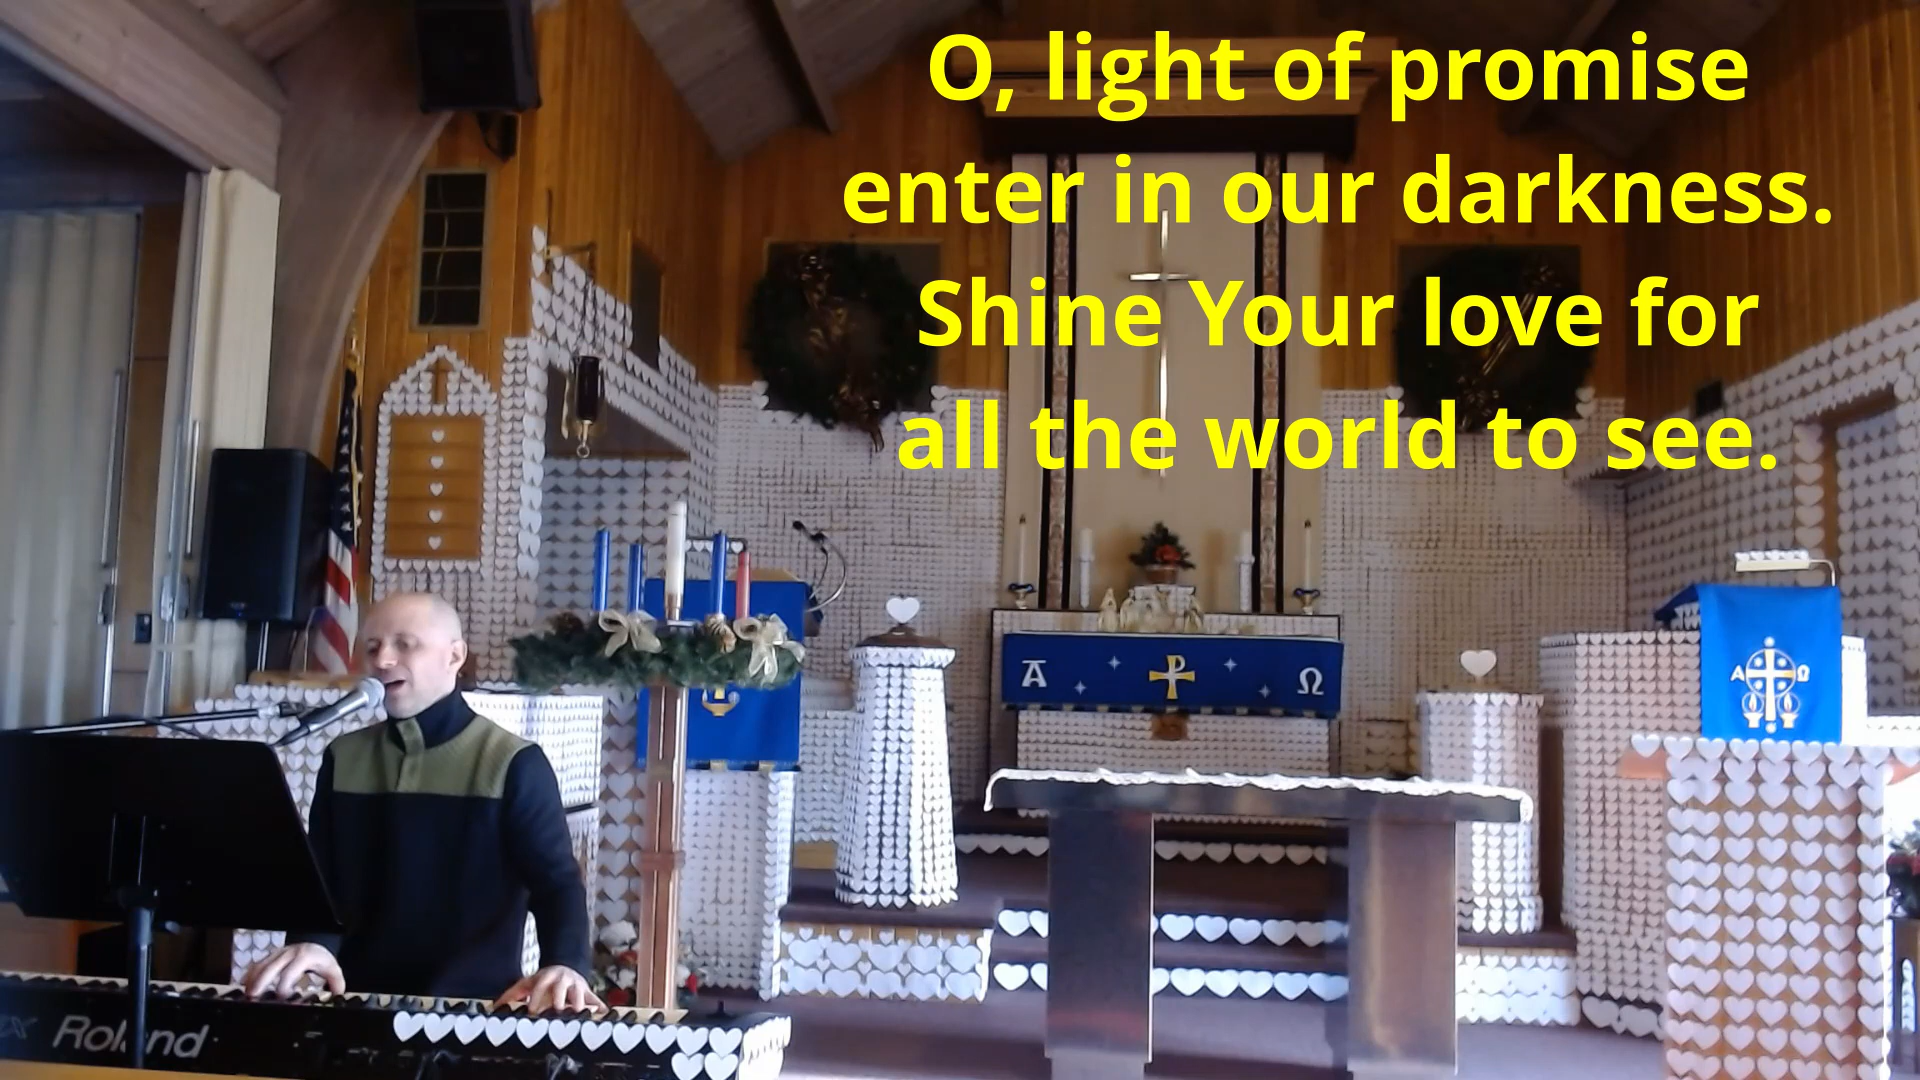 O, light of promise
enter in our darkness.
Shine Your love for
all the world to see.
Α Ω
Α Ω
Roland